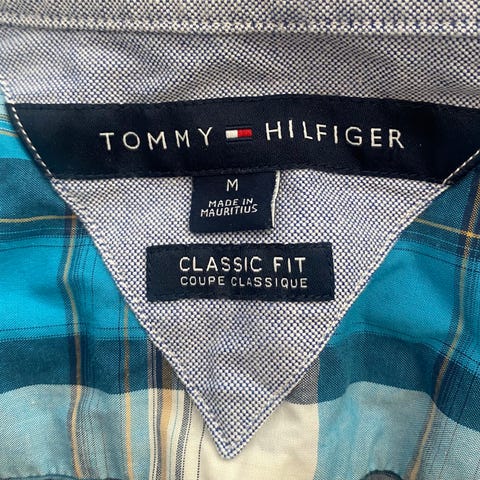 TOMMY HILFIGER
M
MADE IN
MAURITIUS
CLASSIC FIT
COUPE CLASSIQUE